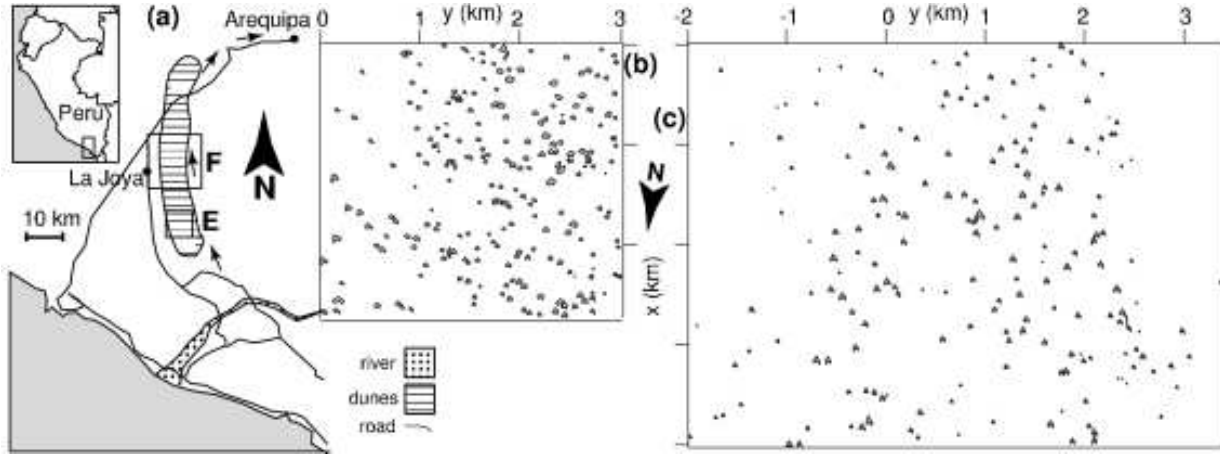 (a)
Arequipa
Peru
La Joya
F
E
N
10 km
river
dunes
road
0 1 2 3
y (km)
(b)
N
x (km)
(c)
-2 -1 0 1 2 3
y (km)